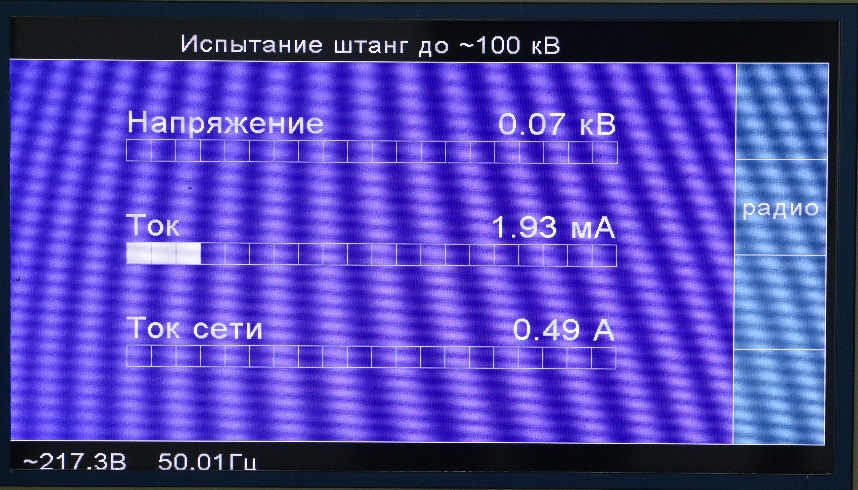 Испытание штанг до ~100 кВ
Напряжение 0.07 кВ
радио
Ток 1.93 мА
Ток сети 0.49 А
~217.3В 50.01Гц